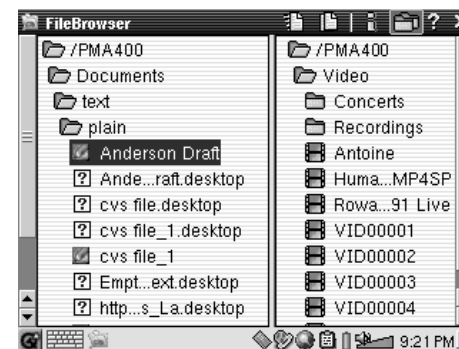 FileBrowser
?
/PMA400
Documents
text
plain
Anderson Draft
Ande...raft.desktop
cvs file.desktop
cvs file_1.desktop
cvs file_1
Empt...ext.desktop
http...s_La.desktop
/PMA400
Video
Concerts
Recordings
Antoine
Huma...MP4SP
Rowa...91 Live
VID00001
VID00002
VID00003
VID00004
9:21 PM